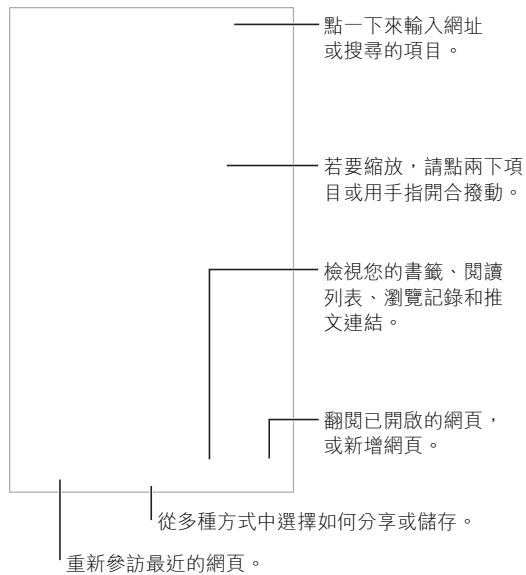 點一下來輸入網址
或搜尋的項目。
若要縮放，請點兩下項
目或用手指開合撥動。
檢視您的書籤、閱讀
列表、瀏覽記錄和推
文連結。
翻閱已開啟的網頁，
或新增網頁。
從多種方式中選擇如何分享或儲存。
重新參訪最近的網頁。